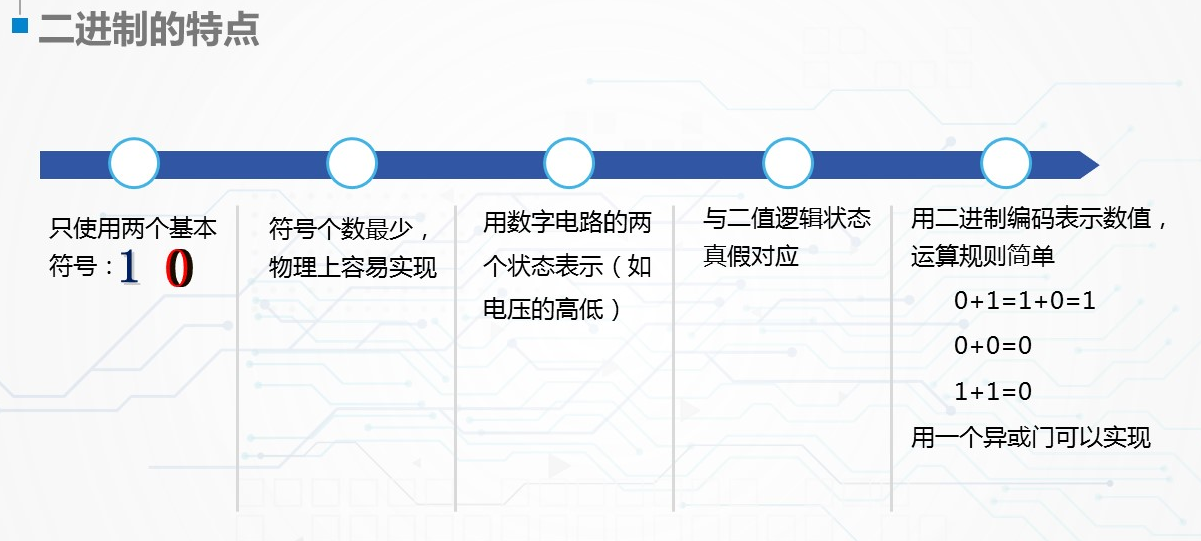 二进制的特点
只使用两个基本
符号：1 0
符号个数最少，
物理上容易实现
用数字电路的两
个状态表示（如
电压的高低）
与二值逻辑状态
真假对应
用二进制编码表示数值，
运算规则简单
0+1=1+0=1
0+0=0
1+1=0
用一个异或门可以实现